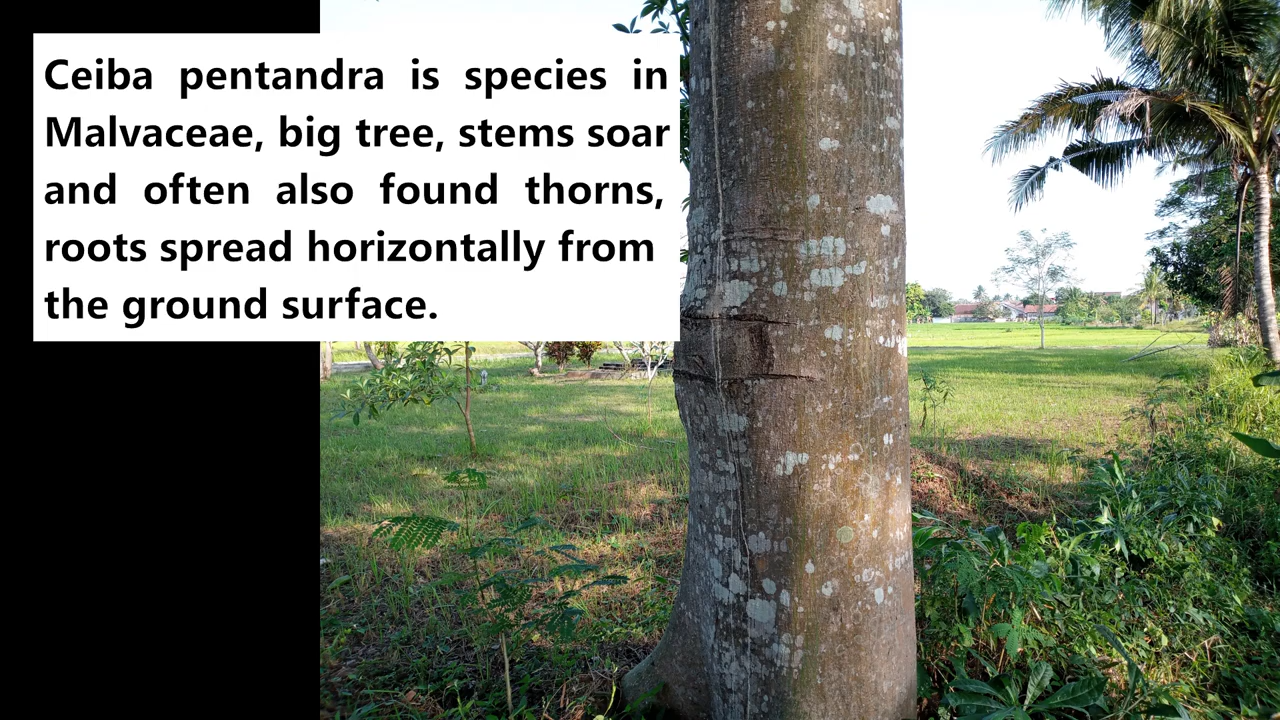 Ceiba pentandra is species in
Malvaceae, big tree, stems soar
and often also found thorns,
roots spread horizontally from
the ground surface.